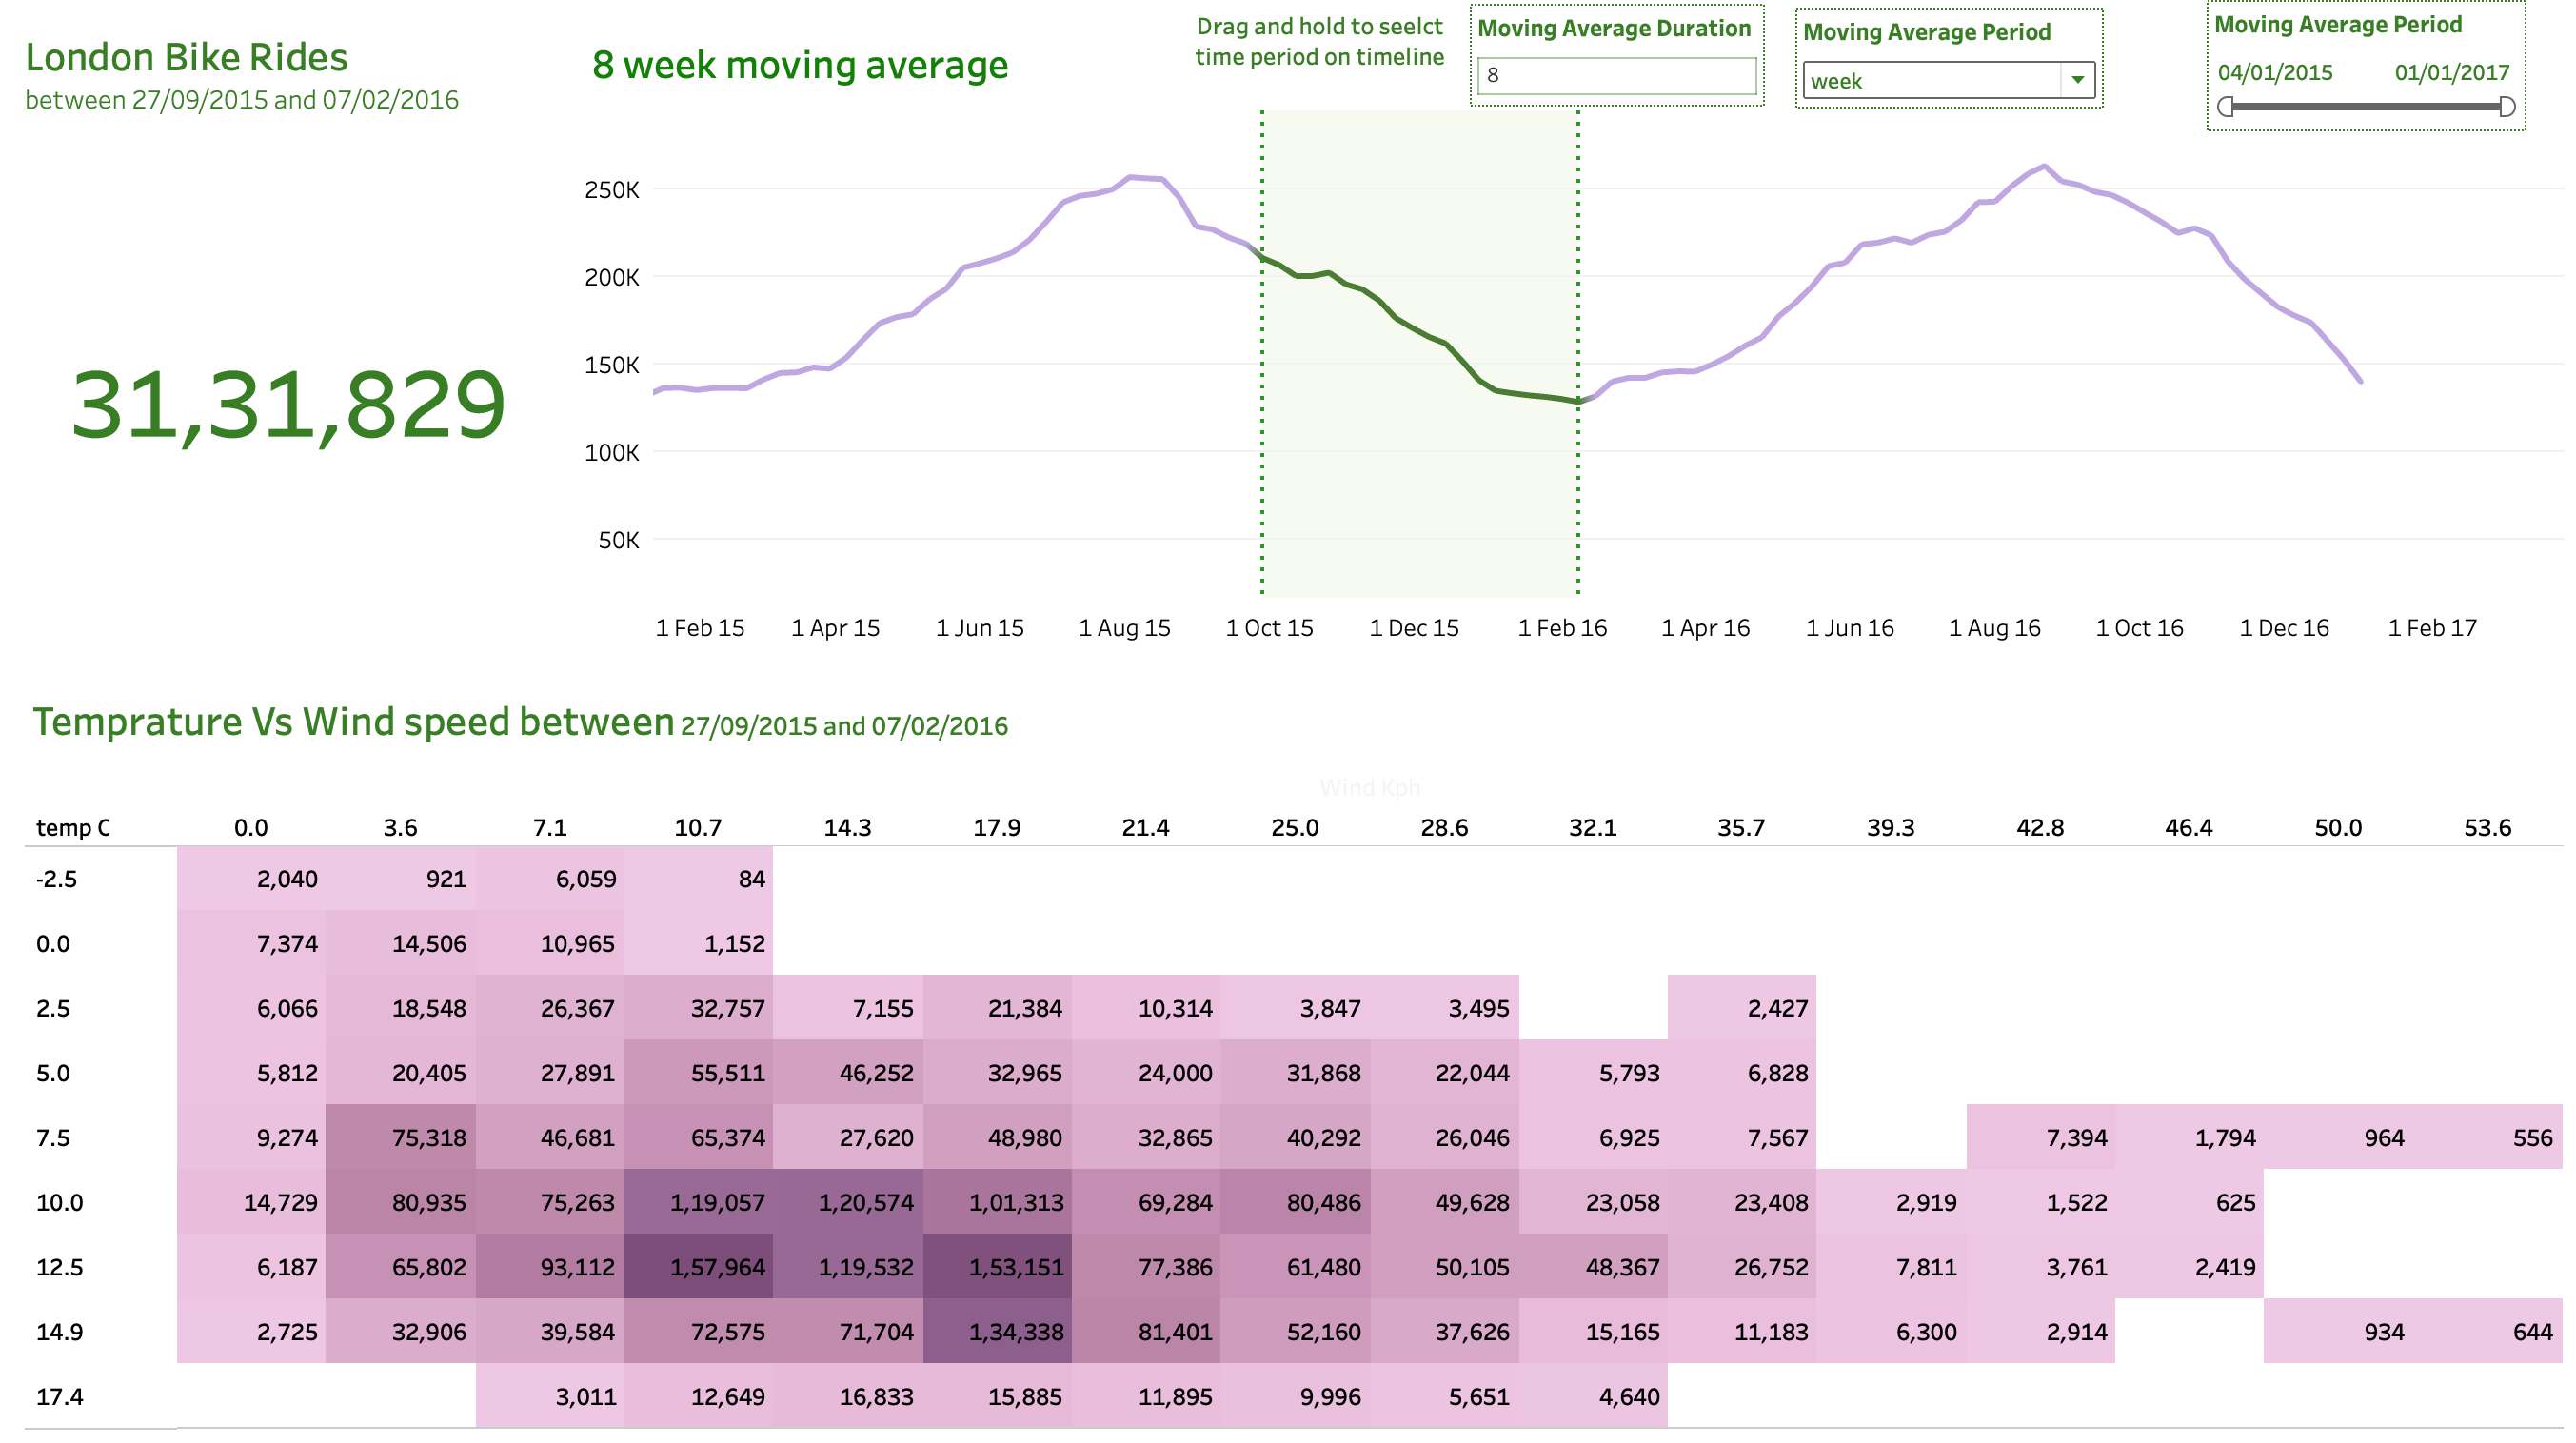 London Bike Rides
between 27/09/2015 and 07/02/2016
31,31,829
8 week moving average
Drag and hold to seelct
time period on timeline
Moving Average Duration
8
Moving Average Period
week
Moving Average Period
04/01/2015 01/01/2017
250K
200K
150K
100K
50K
1 Feb 15 1 Apr 15 1 Jun 15 1 Aug 15 1 Oct 15 1 Dec 15 1 Feb 16 1 Apr 16 1 Jun 16 1 Aug 16 1 Oct 16 1 Dec 16 1 Feb 17
Temprature Vs Wind speed between 27/09/2015 and 07/02/2016
Wind Kph
temp C 0.0 3.6 7.1 10.7 14.3 17.9 21.4 25.0 28.6 32.1 35.7 39.3 42.8 46.4 50.0 53.6
-2.5 2,040 921 6,059 84
0.0 7,374 14,506 10,965 1,152
2.5 6,066 18,548 26,367 32,757 7,155 21,384 10,314 3,847 3,495 2,427
5.0 5,812 20,405 27,891 55,511 46,252 32,965 24,000 31,868 22,044 5,793 6,828
7.5 9,274 75,318 46,681 65,374 27,620 48,980 32,865 40,292 26,046 6,925 7,567 7,394 1,794 964 556
10.0 14,729 80,935 75,263 1,19,057 1,20,574 1,01,313 69,284 80,486 49,628 23,058 23,408 2,919 1,522 625
12.5 6,187 65,802 93,112 1,57,964 1,19,532 1,53,151 77,386 61,480 50,105 48,367 26,752 7,811 3,761 2,419
14.9 2,725 32,906 39,584 72,575 71,704 1,34,338 81,401 52,160 37,626 15,165 11,183 6,300 2,914 934 644
17.4 3,011 12,649 16,833 15,885 11,895 9,996 5,651 4,640